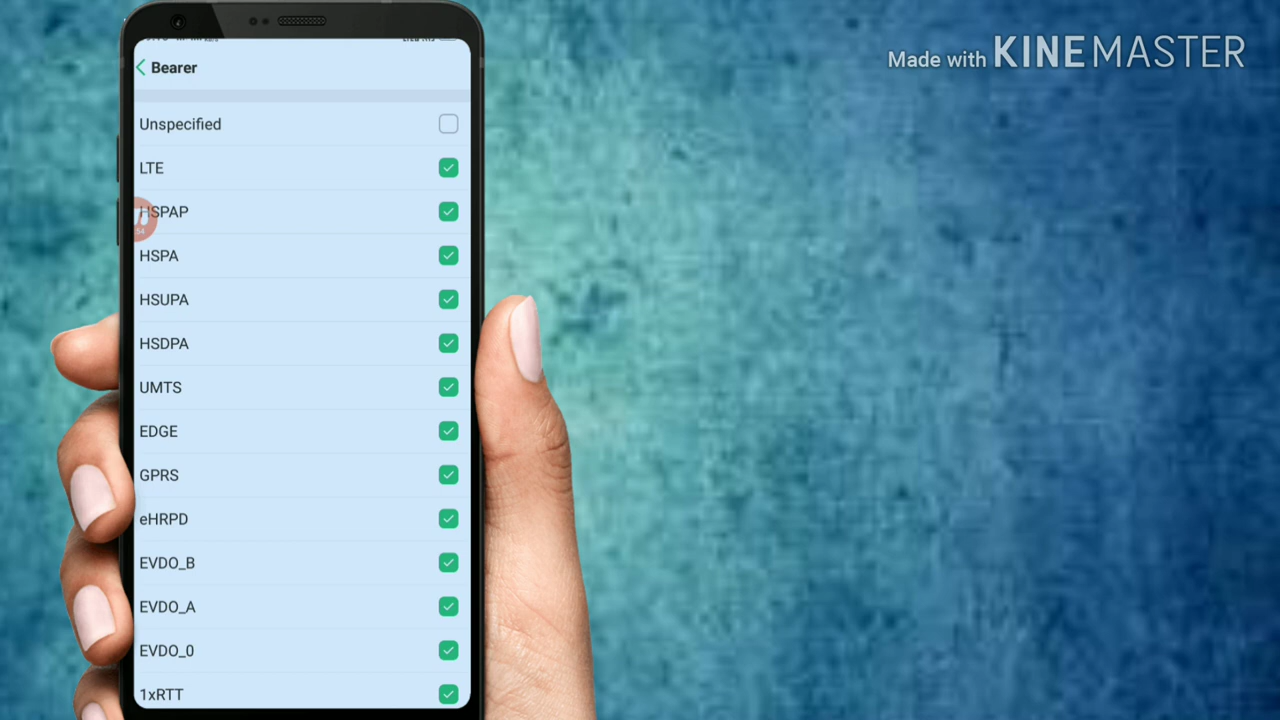 Made with KINEMASTER
Bearer
Unspecified
LTE
HSPAP
HSPA
HSUPA
HSDPA
UMTS
EDGE
GPRS
eHRPD
EVDO_B
EVDO_A
EVDO_0
1xRTT